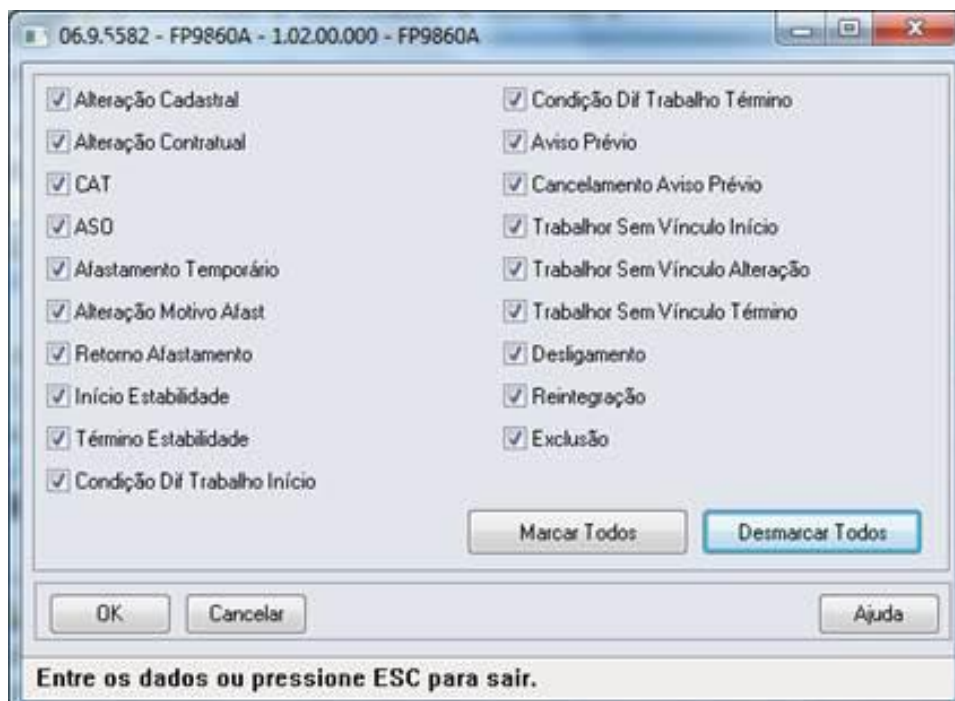 06.9.5582 - FP9860A - 1.02.00.000 - FP9860A
Alteração Cadastral
Alteração Contratual
CAT
ASO
Afastamento Temporário
Alteração Motivo Afast
Retorno Afastamento
Início Estabilidade
Término Estabilidade
Condição Dif Trabalho Início
Condição Dif Trabalho Término
Aviso Prévio
Cancelamento Aviso Prévio
Trabalhor Sem Vínculo Início
Trabalhor Sem Vínculo Alteração
Trabalhor Sem Vínculo Término
Desligamento
Reintegração
Exclusão
Marcar Todos
Desmarcar Todos
OK
Cancelar
Ajuda
Entre os dados ou pressione ESC para sair.